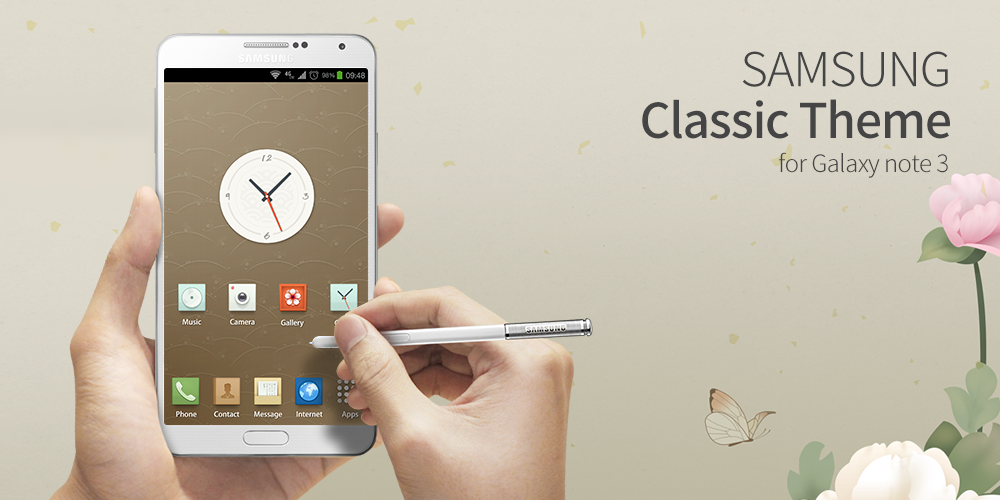 SAMSUNG
Classic Theme
for Galaxy note 3
SAMSUNG
98% 09:48
12
3
6
9
Music Camera Gallery
SAMSUNG
Phone Contact Message Internet Apps